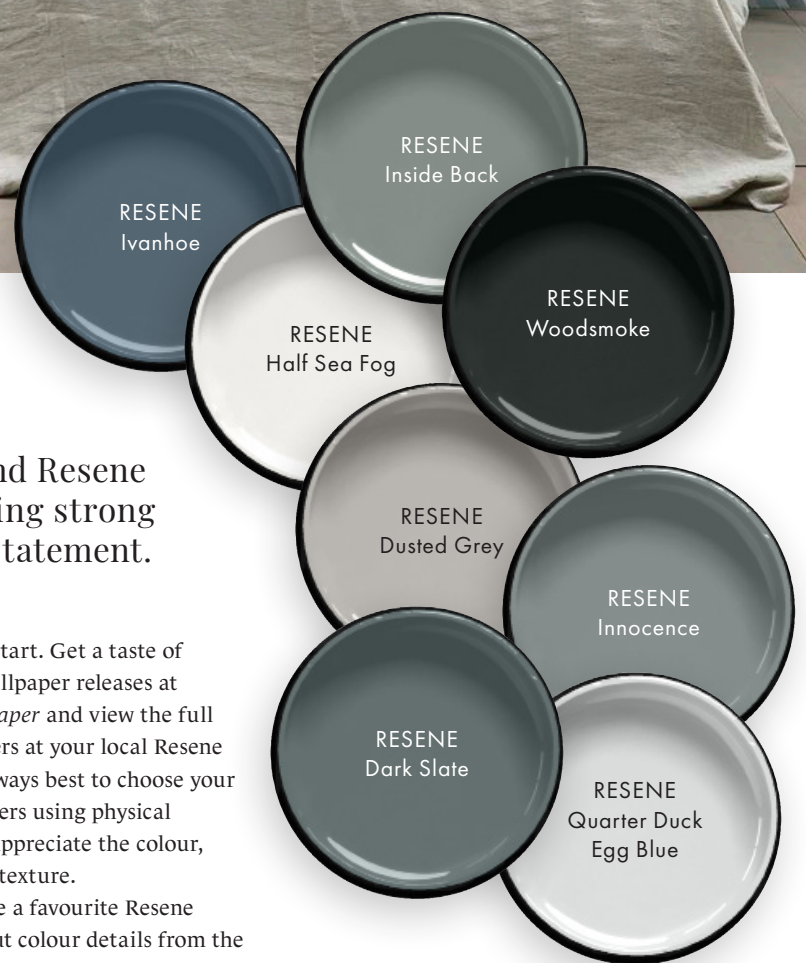 RESENE
Inside Back
RESENE
Ivanhoe
RESENE
Woodsmoke
RESENE
Half Sea Fog
nd Resene
ing strong
tatement.
RESENE
Dusted Grey
RESENE
Innocence
tart. Get a taste of
llpaper releases at
aper and view the full
ers at your local Resene
ways best to choose your
ers using physical
ppreciate the colour,
texture.
e a favourite Resene
ut colour details from the
RESENE
Dark Slate
RESENE
Quarter Duck
Egg Blue